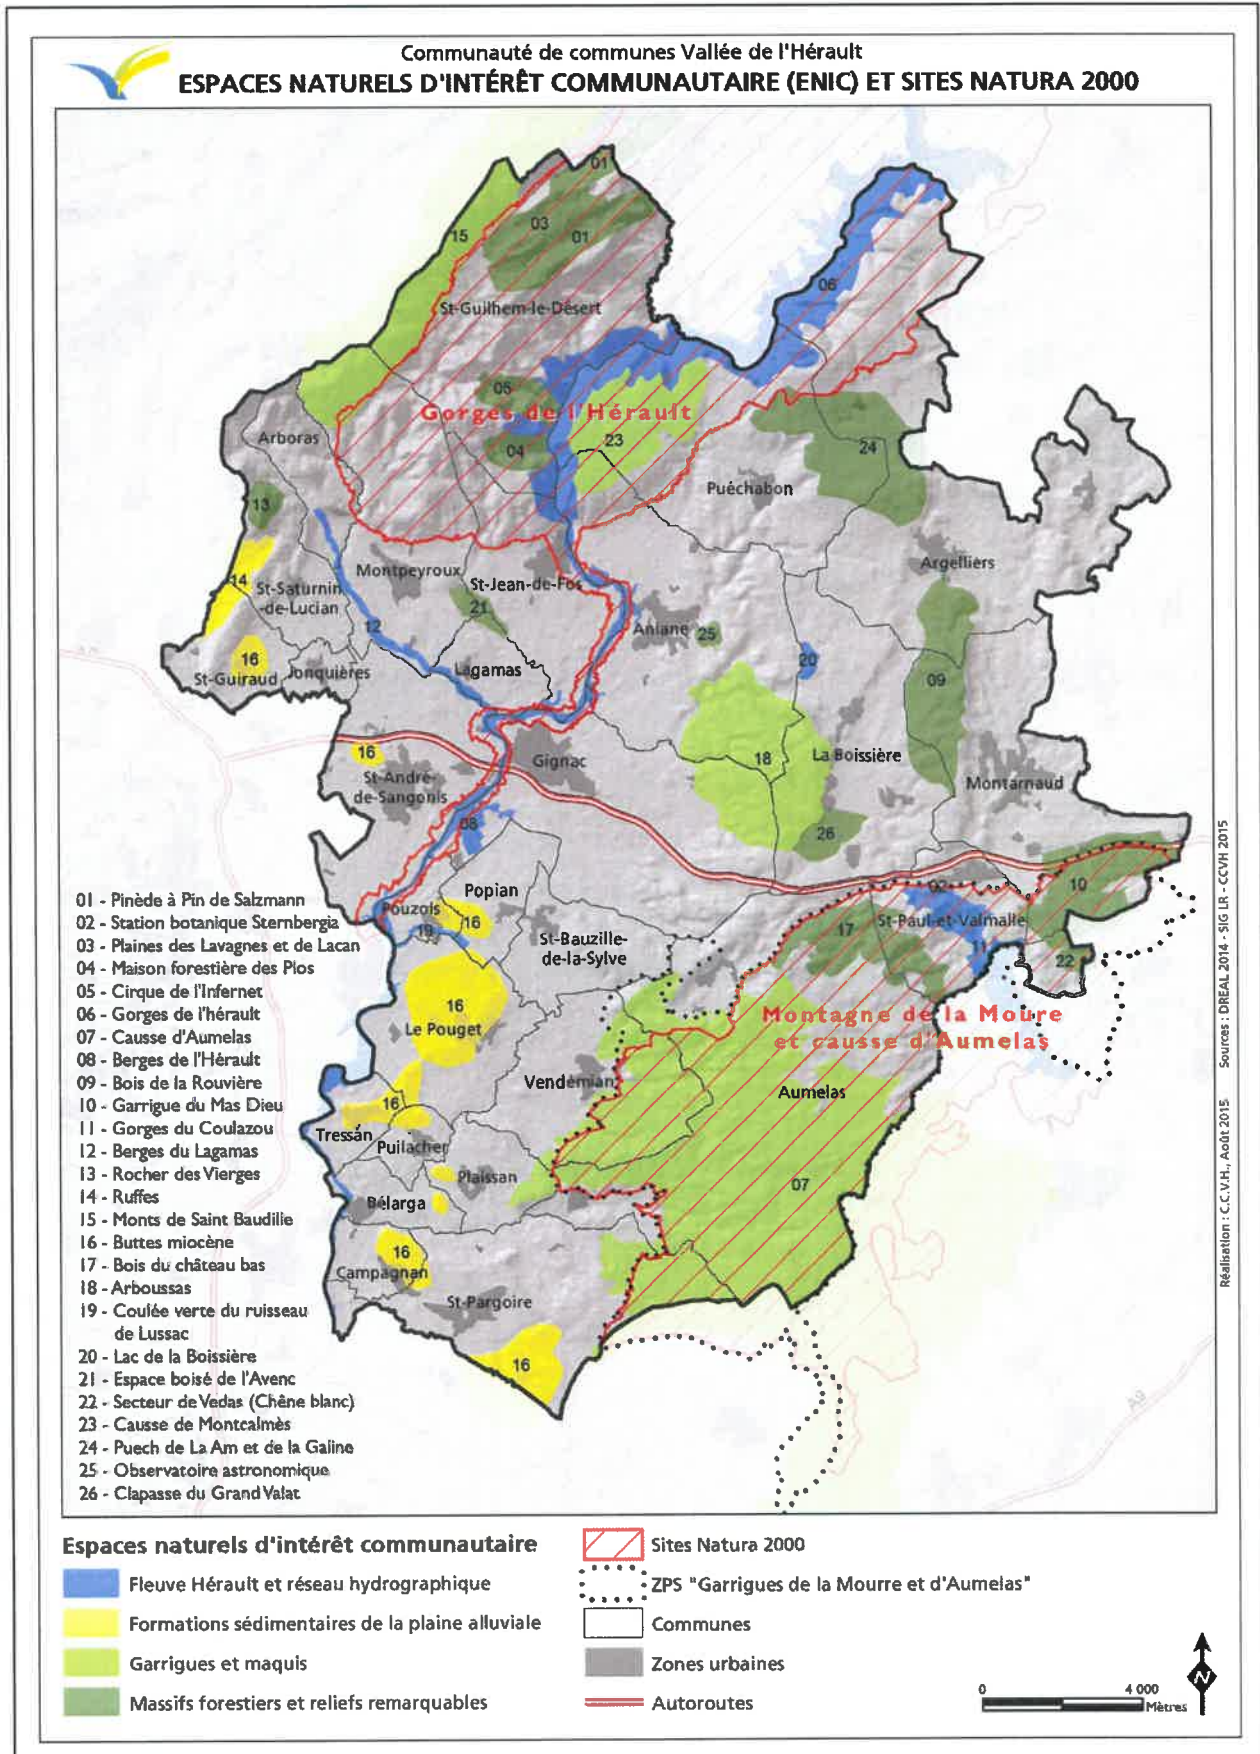 Communauté de communes Vallée de l'Hérault
ESPACES NATURELS D'INTÉRÊT COMMUNAUTAIRE (ENIC) ET SITES NATURA 2000
01
03
01
15
06
St-Guilhem-le-Désert
05
Gorges de l'Hérault
23
04
24
Arboras
Puéchabon
13
Argelliers
Montpeyroux
St-Jean-de-Fos
14
St-Saturnin
-de-Lucian
21
12
Aniane
25
20
16
St-Guiraud
Jonquières
Lagamas
09
16
Gignac
18
La Boissière
St-André-
de-Sangonis
Montarnaud
08
26
10
02
Popian
Pouzols
16
19
St-Bauzille-
de-la-Sylve
17
St-Paul-et-Valmalle
11
22
16
Le Pouget
Montagne de la Moure
et causse d'Aumelas
Vendémian
Aumelas
16
Tressan
Puilacher
Plaissan
07
Bélarga
16
Campagnan
St-Pargoire
16
A9
01 - Pinède à Pin de Salzmann
02 - Station botanique Sternbergia
03 - Plaines des Lavagnes et de Lacan
04 - Maison forestière des Plos
05 - Cirque de l'Infernet
06 - Gorges de l'hérault
07 - Causse d'Aumelas
08 - Berges de l'Hérault
09 - Bois de la Rouvière
10 - Garrigue du Mas Dieu
11 - Gorges du Coulazou
12 - Berges du Lagamas
13 - Rocher des Vierges
14 - Ruffes
15 - Monts de Saint Baudille
16 - Buttes miocène
17 - Bois du château bas
18 - Arboussas
19 - Coulée verte du ruisseau
de Lussac
20 - Lac de la Boissière
21 - Espace boisé de l'Avenc
22 - Secteur de Vedas (Chêne blanc)
23 - Causse de Montcalmès
24 - Puech de La Am et de la Galine
25 - Observatoire astronomique
26 - Clapasse du Grand Valat
Réalisation : C.C.V.H., Août 2015 Sources : DREAL 2014 - SIG LR - CCVH 2015
Espaces naturels d'intérêt communautaire
Fleuve Hérault et réseau hydrographique
Formations sédimentaires de la plaine alluviale
Garrigues et maquis
Massifs forestiers et reliefs remarquables
Sites Natura 2000
ZPS "Garrigues de la Mourre et d'Aumelas"
Communes
Zones urbaines
Autoroutes
0 4 000
Mètres
N